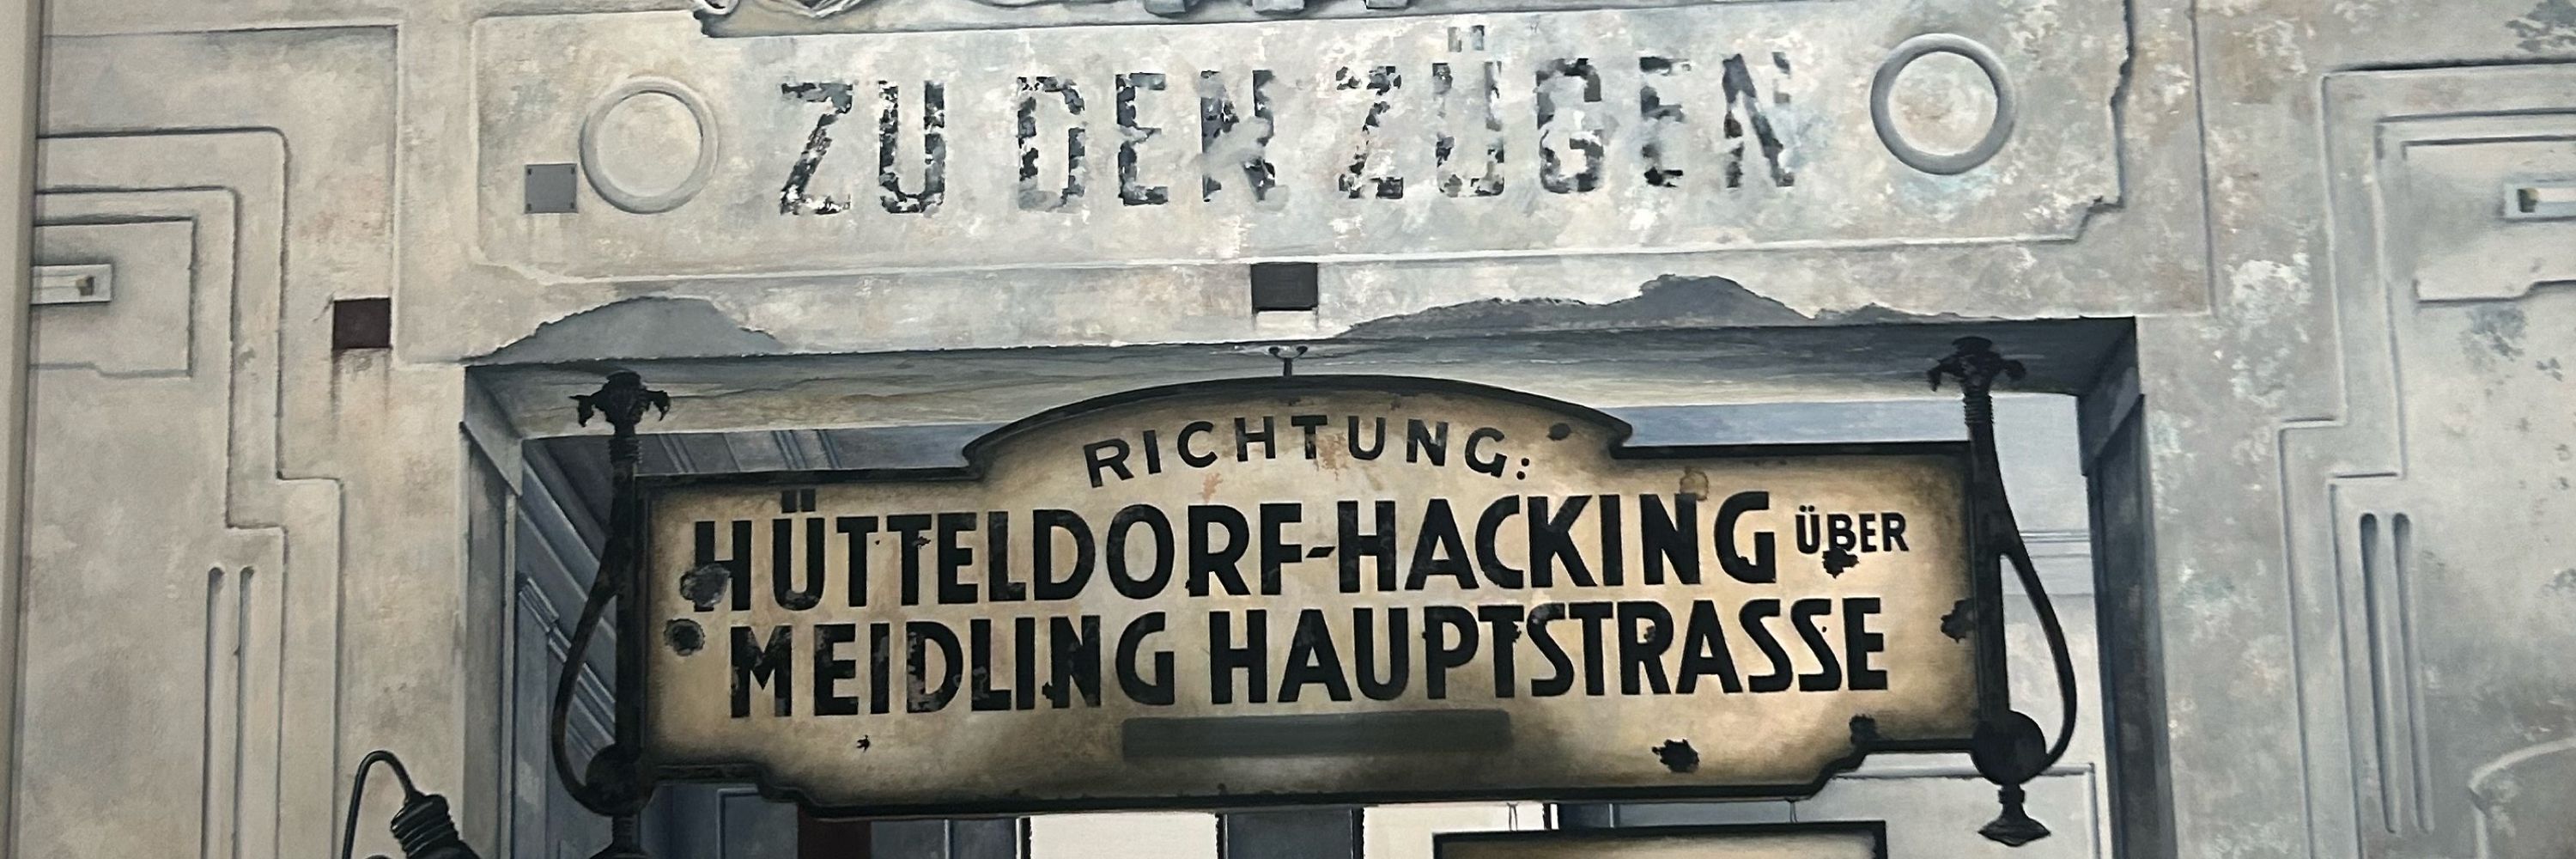 ZU DEN ZÜGEN
RICHTUNG:
HÜTTELDORF-HACKING ÜBER
MEIDLING HAUPTSTRASSE